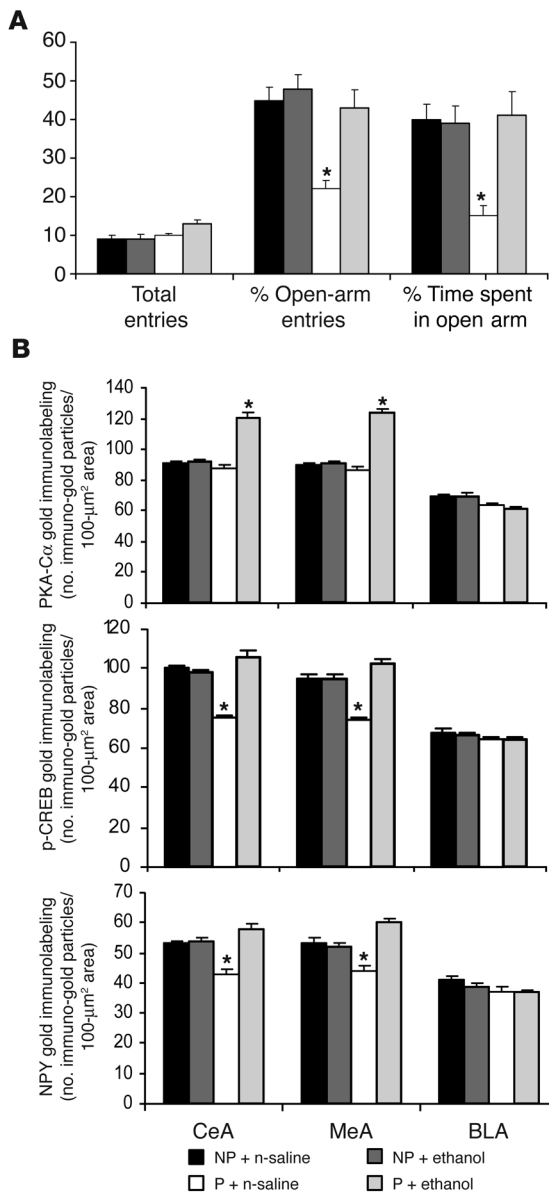 A
60
50
40
30
20
10
0
*
*
Total
entries
% Open-arm
entries
% Time spent
in open arm
B
PKA-Cα gold immunolabeling
(no. immuno-gold particles/
100-μm² area)
140
120
100
80
60
40
20
0
*
*
p-CREB gold immunolabeling
(no. immuno-gold particles/
100-μm² area)
120
100
80
60
40
20
0
*
*
NPY gold immunolabeling
(no. immuno-gold particles/
100-μm² area)
70
60
50
40
30
20
10
0
*
*
CeA
MeA
BLA
NP + n-saline
NP + ethanol
P + n-saline
P + ethanol